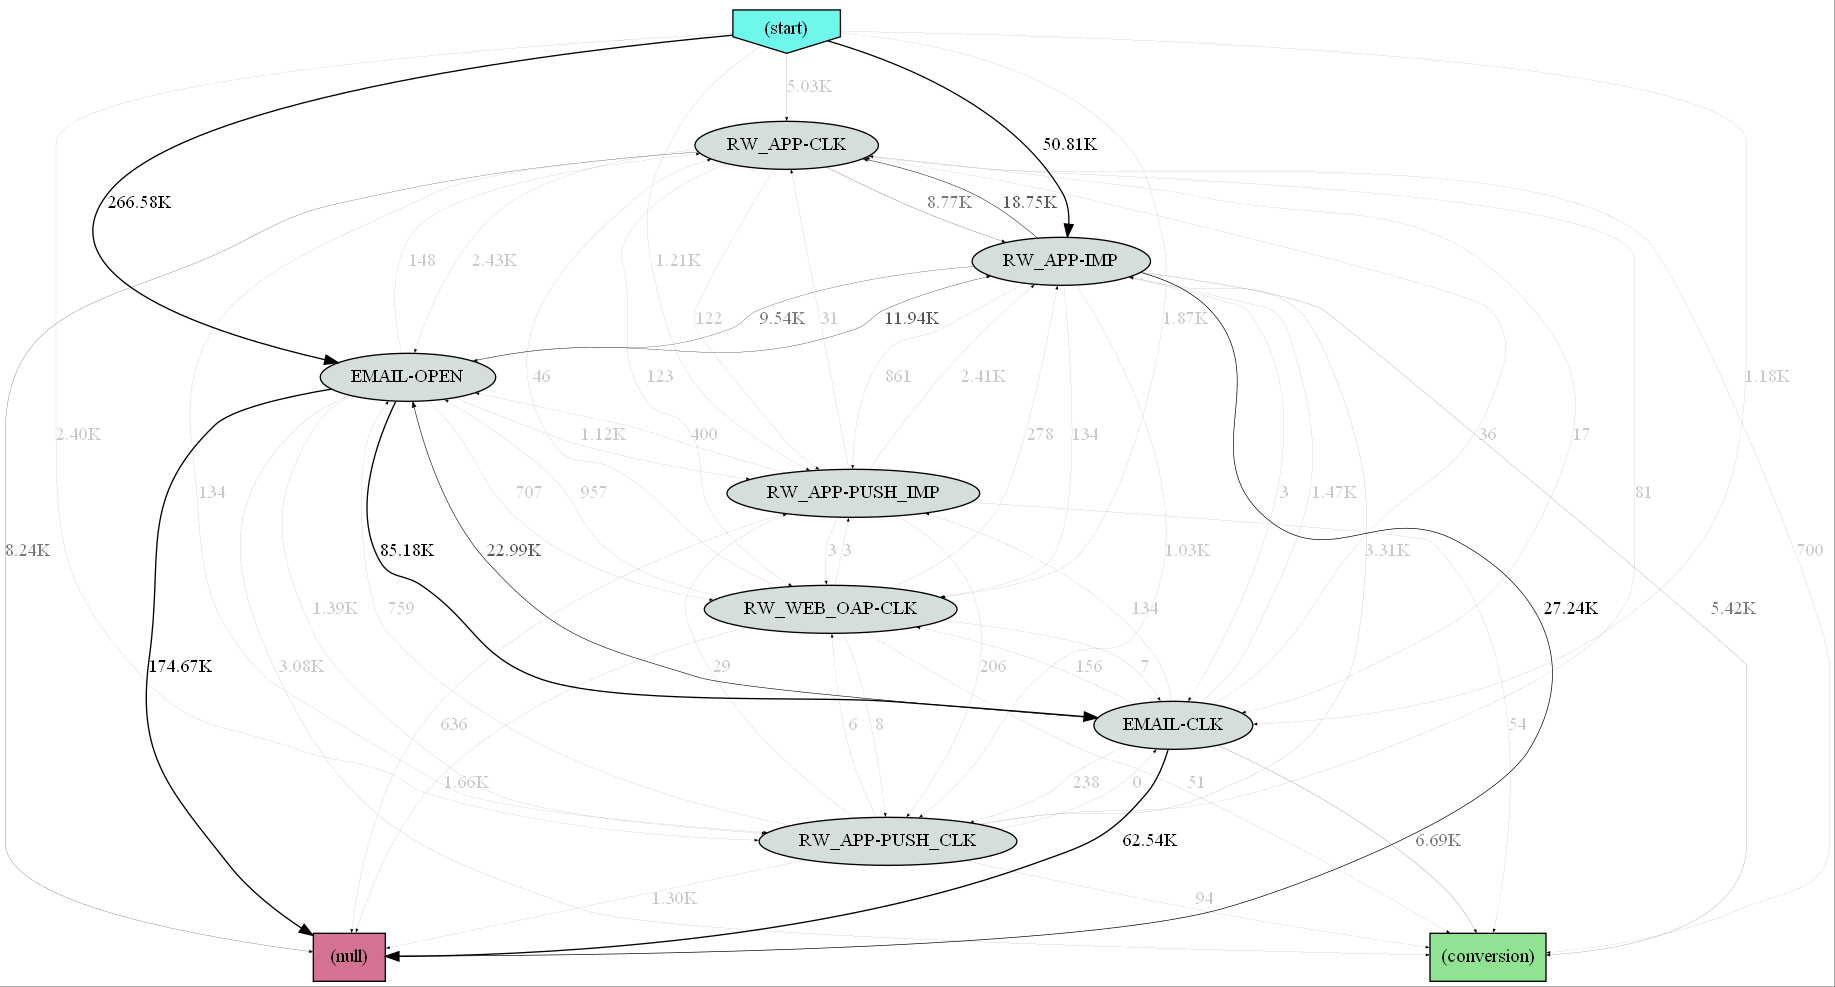 (start)
5.03K
RW_APP-CLK
50.81K
266.58K
8.77K
18.75K
148
2.43K
1.21K
RW_APP-IMP
122
31
9.54K
11.94K
1.87K
EMAIL-OPEN
46
123
861
2.41K
1.18K
2.40K
1.12K
400
278
134
36
17
134
707
957
RW_APP-PUSH_IMP
3
1.47K
81
8.24K
85.18K
22.99K
3
3
1.03K
3.31K
700
1.39K
759
RW_WEB_OAP-CLK
134
27.24K
5.42K
174.67K
3.08K
29
206
156
7
636
6
8
EMAIL-CLK
54
1.66K
238
0
51
RW_APP-PUSH_CLK
62.54K
6.69K
1.30K
94
(null)
(conversion)